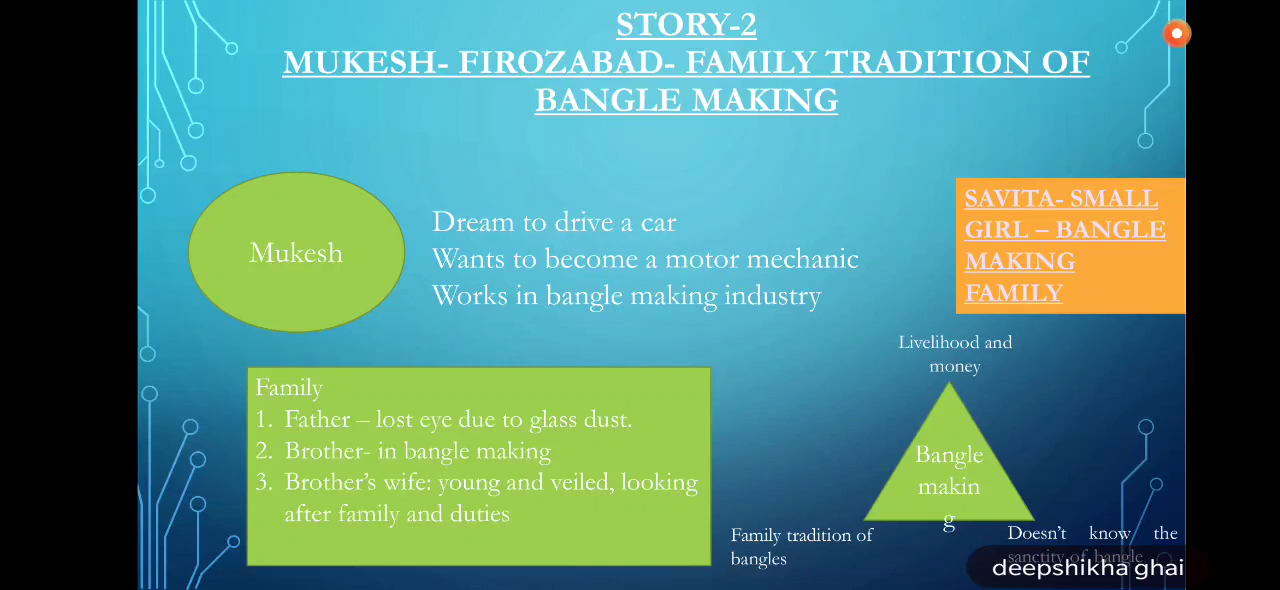 STORY-2
MUKESH- FIROZABAD- FAMILY TRADITION OF
BANGLE MAKING
Mukesh
Dream to drive a car
Wants to become a motor mechanic
Works in bangle making industry
SAVITA- SMALL
GIRL – BANGLE
MAKING
FAMILY
Family
1. Father – lost eye due to glass dust.
2. Brother- in bangle making
3. Brother's wife: young and veiled, looking
after family and duties
Livelihood and
money
Bangle
makin
g
Family tradition of
bangles
Doesn't know the
sanctity of bangle
deepshikha ghai